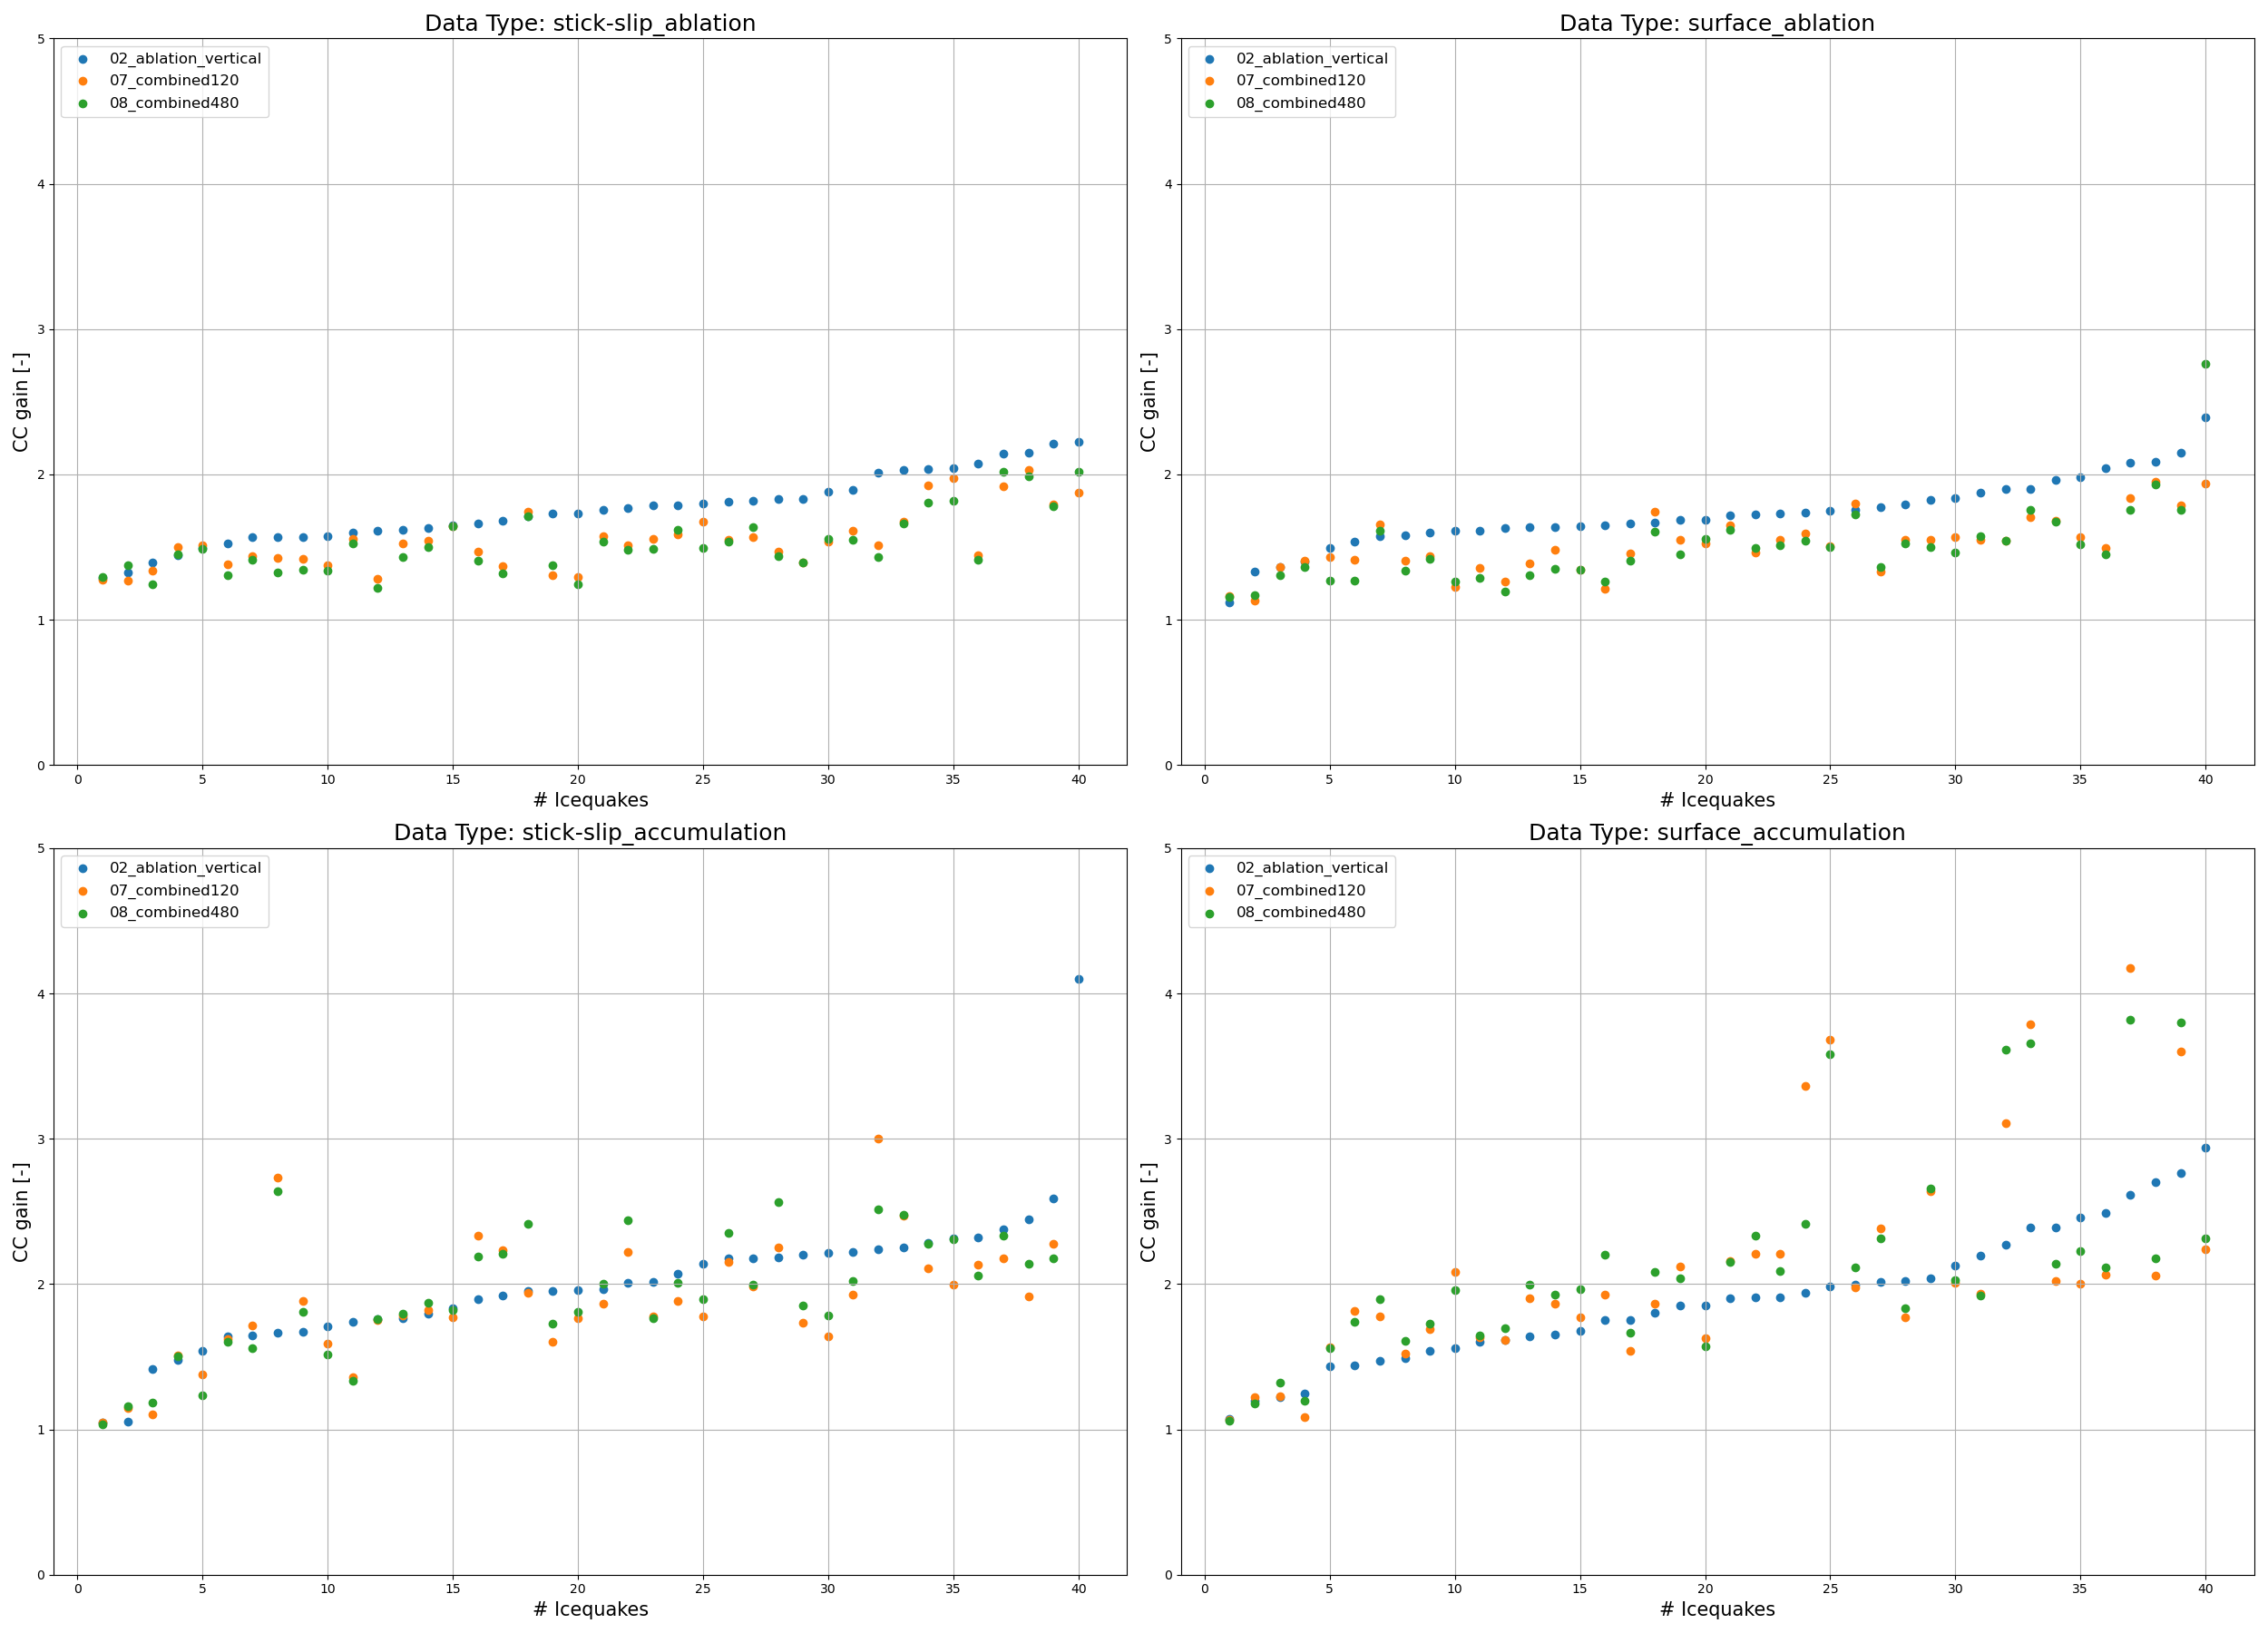 Data Type: stick-slip_ablation
5
4
3
2
1
0
CC gain [-]
02_ablation_vertical
07_combined120
08_combined480
0 5 10 15 20 25 30 35 40
# Icequakes
Data Type: surface_ablation
5
4
3
2
1
0
CC gain [-]
02_ablation_vertical
07_combined120
08_combined480
0 5 10 15 20 25 30 35 40
# Icequakes
Data Type: stick-slip_accumulation
5
4
3
2
1
0
CC gain [-]
02_ablation_vertical
07_combined120
08_combined480
0 5 10 15 20 25 30 35 40
# Icequakes
Data Type: surface_accumulation
5
4
3
2
1
0
CC gain [-]
02_ablation_vertical
07_combined120
08_combined480
0 5 10 15 20 25 30 35 40
# Icequakes